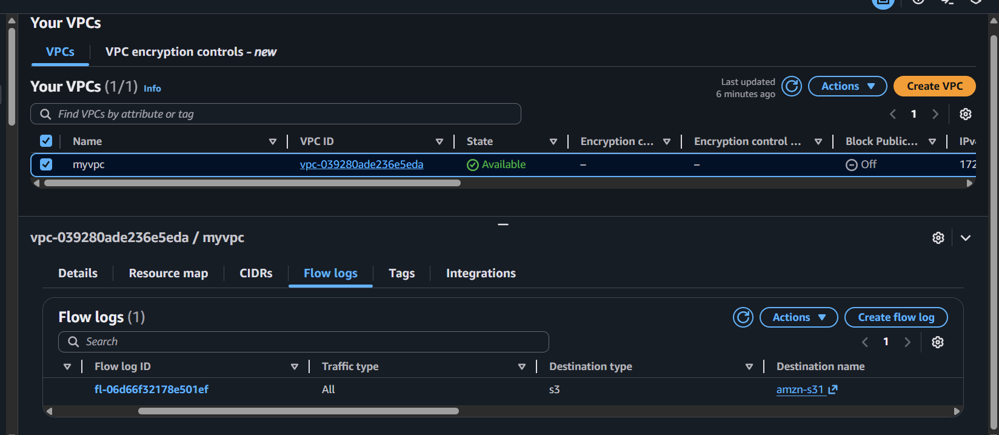 Your VPCs
VPCs
VPC encryption controls - new
Your VPCs (1/1) Info
Last updated
6 minutes ago
Actions
Create VPC
Find VPCs by attribute or tag
1
Name
VPC ID
State
Encryption c...
Encryption control ...
Block Public...
IPv
myvpc
vpc-039280ade236e5eda
Available
–
–
Off
172
vpc-039280ade236e5eda / myvpc
Details
Resource map
CIDRs
Flow logs
Tags
Integrations
Flow logs (1)
Actions
Create flow log
Search
1
Flow log ID
Traffic type
Destination type
Destination name
fl-06d66f32178e501ef
All
s3
amzn-s31